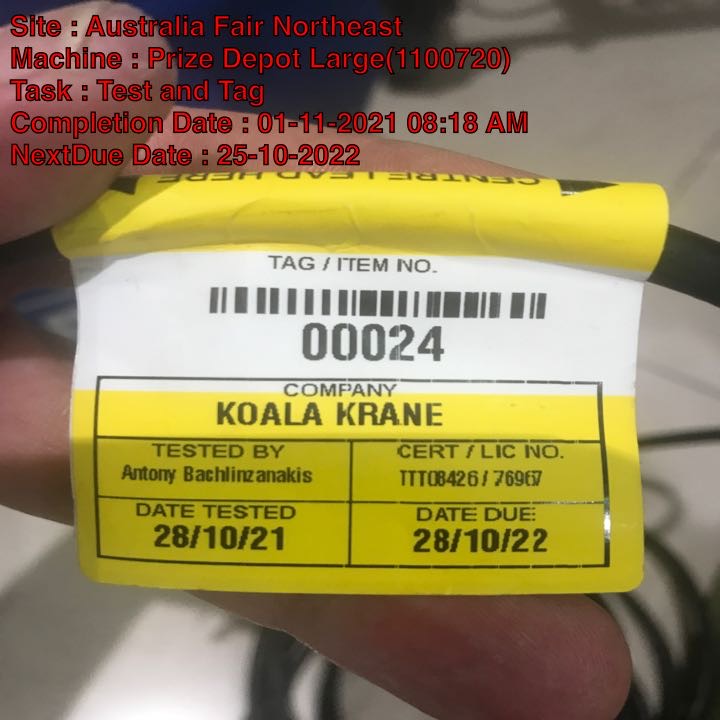 Site : Australia Fair Northeast
Machine : Prize Depot Large(1100720)
Task : Test and Tag
Completion Date : 01-11-2021 08:18 AM
NextDue Date : 25-10-2022
CENTRE LEAD HERE
TAG / ITEM NO.
00024
COMPANY
KOALA KRANE
TESTED BY
CERT / LIC NO.
Antony Bachlinzanakis
TTT08426 / 76967
DATE TESTED
DATE DUE:
28/10/21
28/10/22